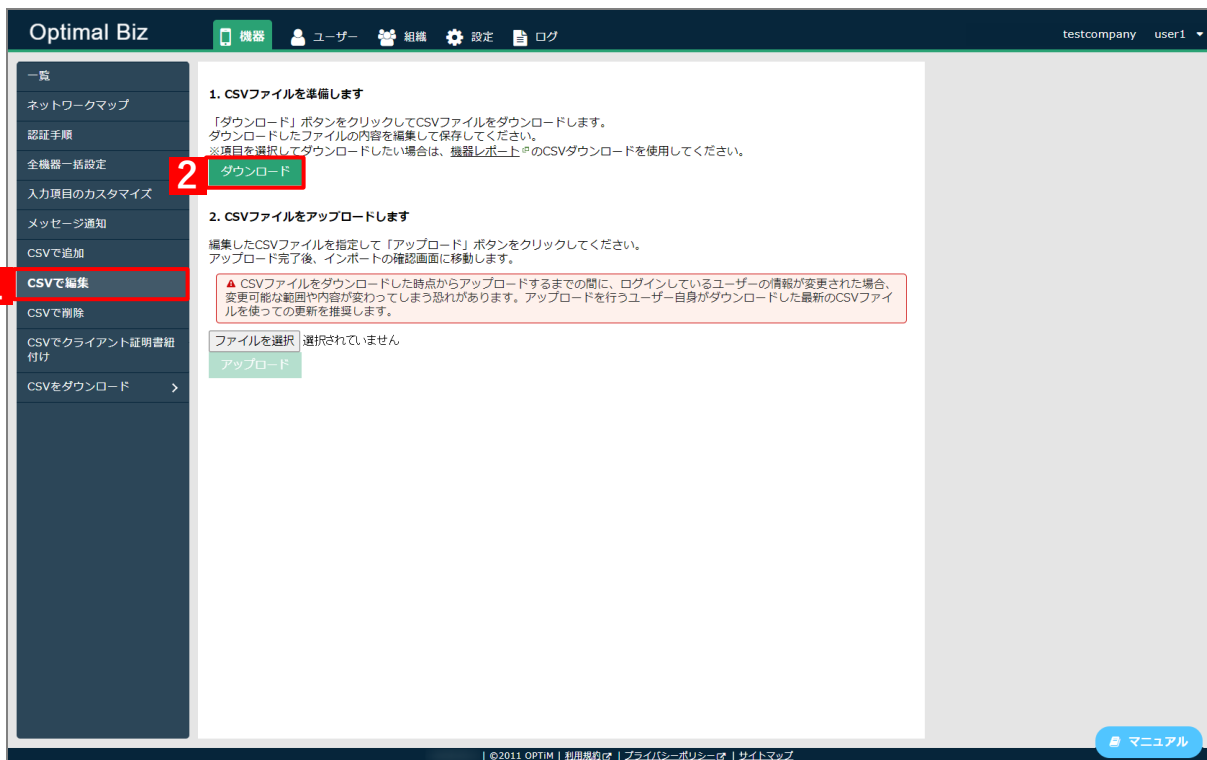 Optimal Biz
機器
ユーザー
組織
設定
ログ
testcompany user1
一覧
ネットワークマップ
認証手順
全機器一括設定
入力項目のカスタマイズ
メッセージ通知
CSVで追加
CSVで編集
CSVで削除
CSVでクライアント証明書紐
付け
CSVをダウンロード
1. CSVファイルを準備します
「ダウンロード」ボタンをクリックしてCSVファイルをダウンロードします。
ダウンロードしたファイルの内容を編集して保存してください。
※項目を選択してダウンロードしたい場合は、機器レポートのCSVダウンロードを使用してください。
2
ダウンロード
2. CSVファイルをアップロードします
編集したCSVファイルを指定して「アップロード」ボタンをクリックしてください。
アップロード完了後、インポートの確認画面に移動します。
CSVファイルをダウンロードした時点からアップロードするまでの間に、ログインしているユーザーの情報が変更された場合、
変更可能な範囲や内容が変わってしまう恐れがあります。アップロードを行うユーザー自身がダウンロードした最新のCSVファイ
ルを使っての更新を推奨します。
ファイルを選択 選択されていません
アップロード
マニュアル
| ©2011 OPTiM | 利用規約 | プライバシーポリシー | サイトマップ